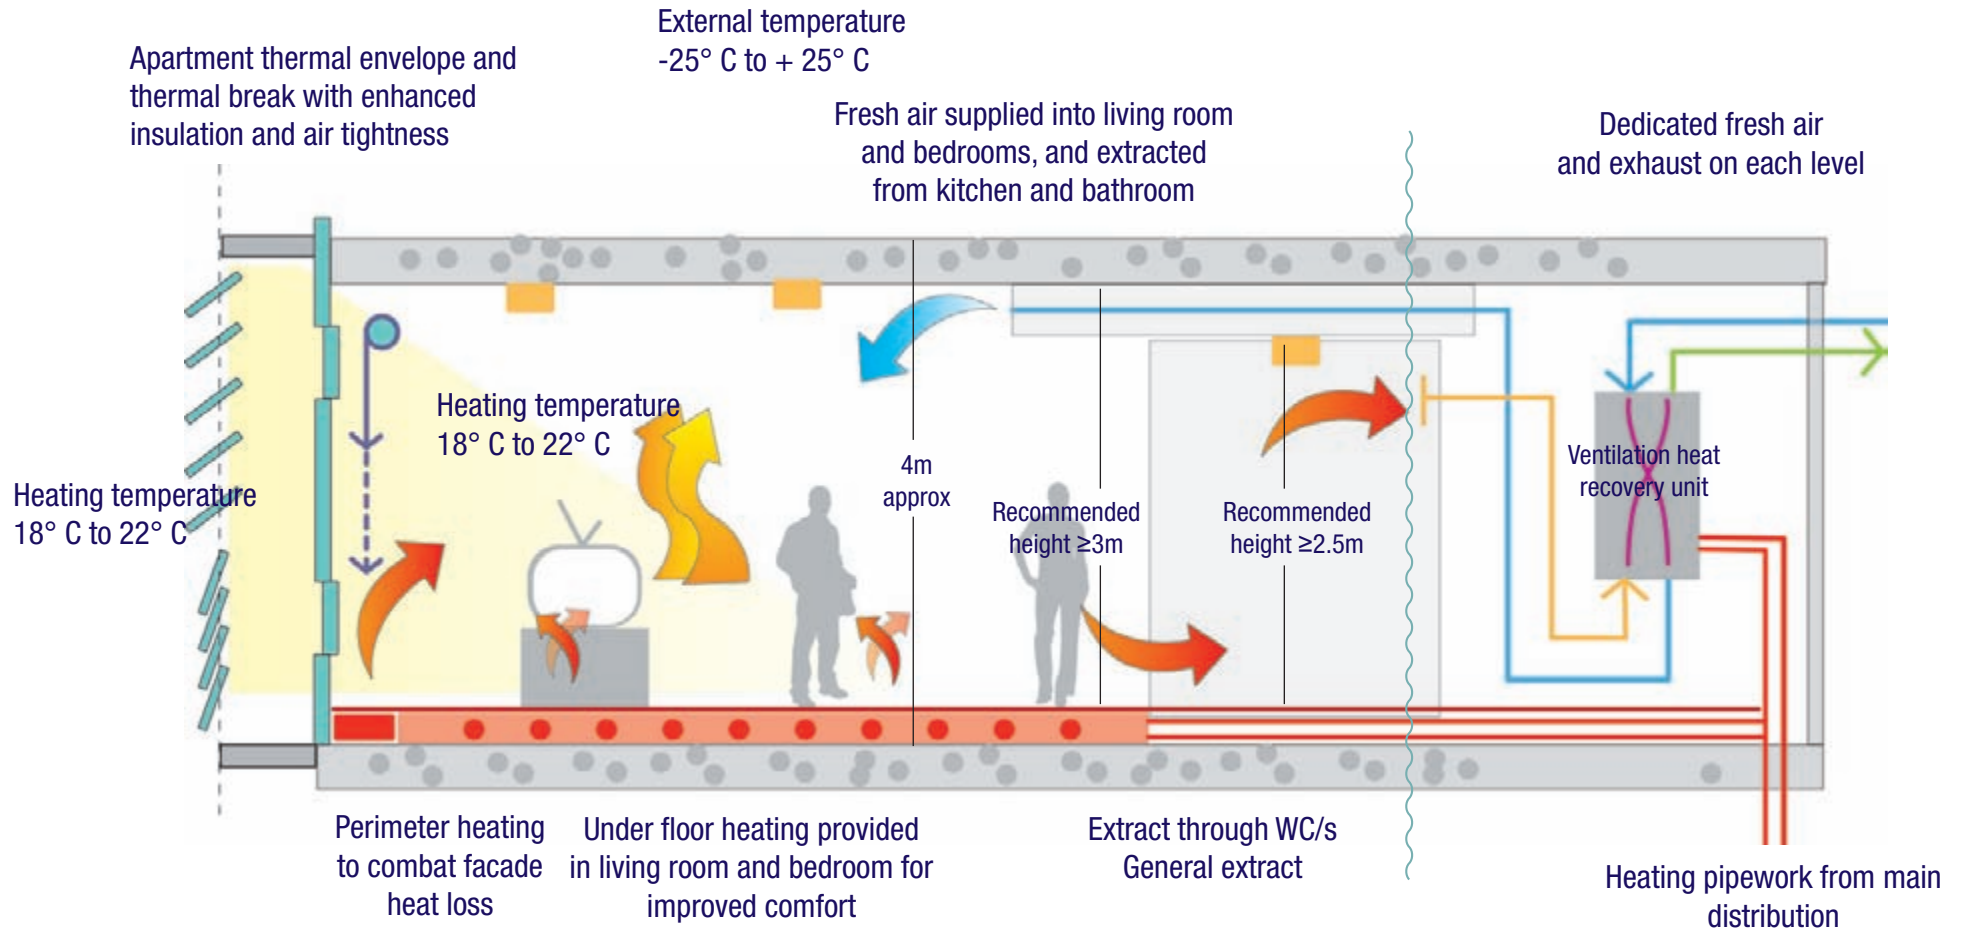 External temperature
-25° C to + 25° C
Apartment thermal envelope and
thermal break with enhanced
insulation and air tightness
Fresh air supplied into living room
and bedrooms, and extracted
from kitchen and bathroom
Dedicated fresh air
and exhaust on each level
Heating temperature
18° C to 22° C
Heating temperature
18° C to 22° C
4m
approx
Recommended
height ≥3m
Recommended
height ≥2.5m
Ventilation heat
recovery unit
Perimeter heating
to combat facade
heat loss
Under floor heating provided
in living room and bedroom for
improved comfort
Extract through WC/s
General extract
Heating pipework from main
distribution